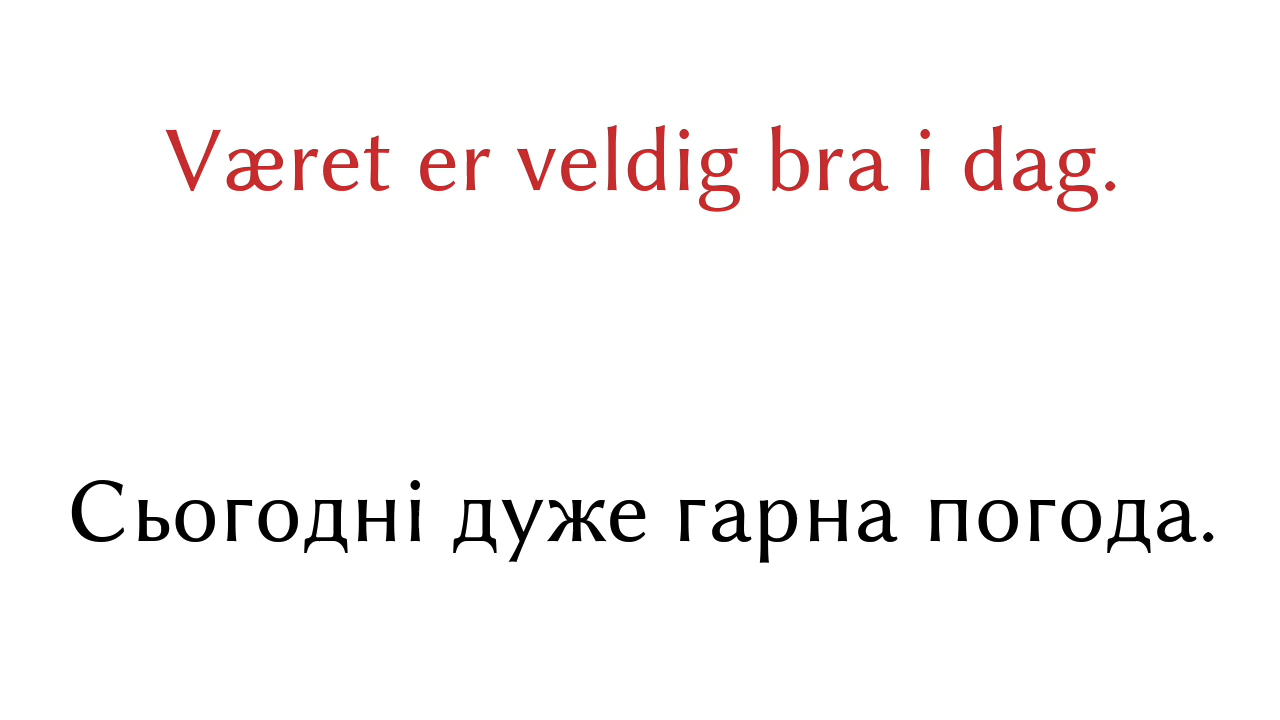 Været er veldig bra i dag.
Сьогодні дуже гарна погода.